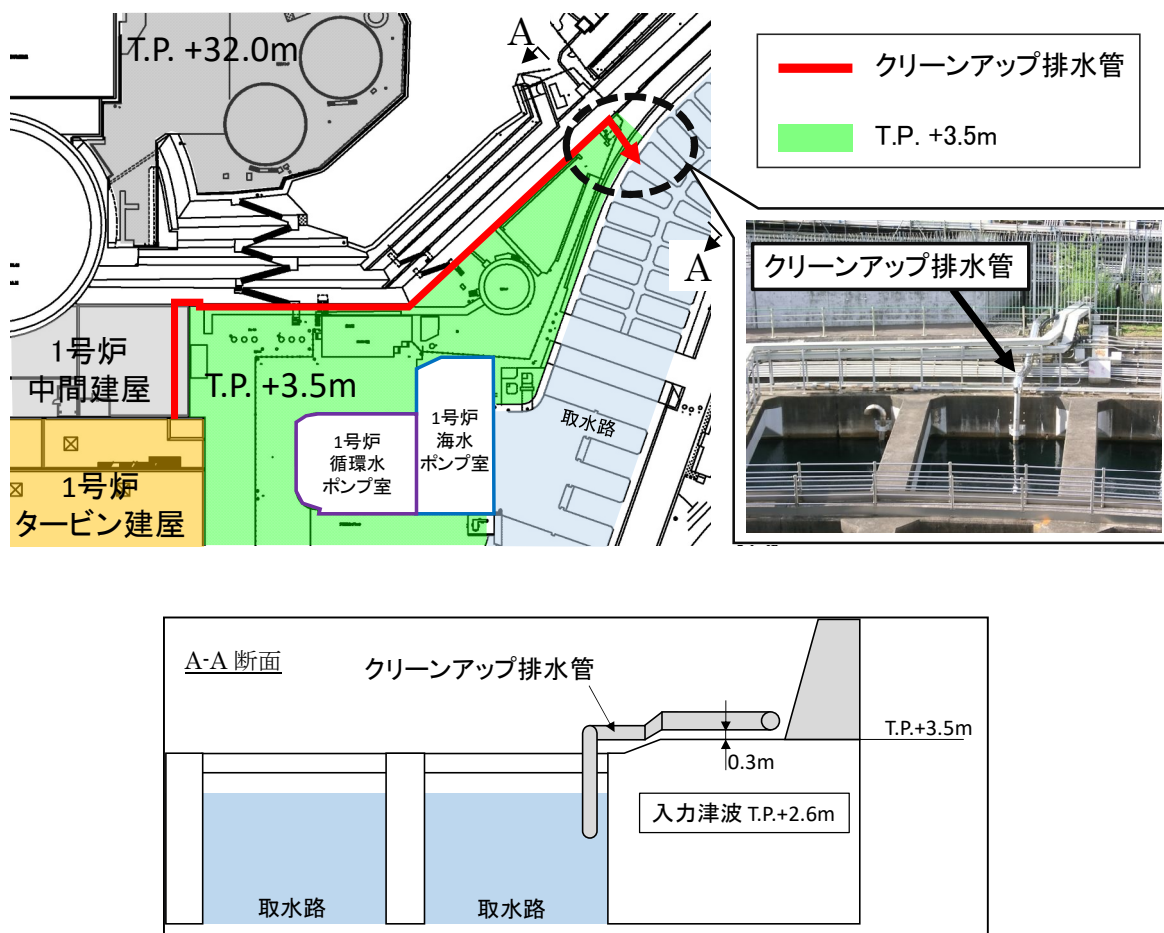 T.P. +32.0m
A
クリーンアップ排水管
T.P. +3.5m
A
クリーンアップ排水管
1号炉
中間建屋
T.P. +3.5m
1号炉
循環水
ポンプ室
1号炉
海水
ポンプ室
取水路
1号炉
タービン建屋
A-A 断面
クリーンアップ排水管
T.P.+3.5m
0.3m
入力津波 T.P.+2.6m
取水路
取水路